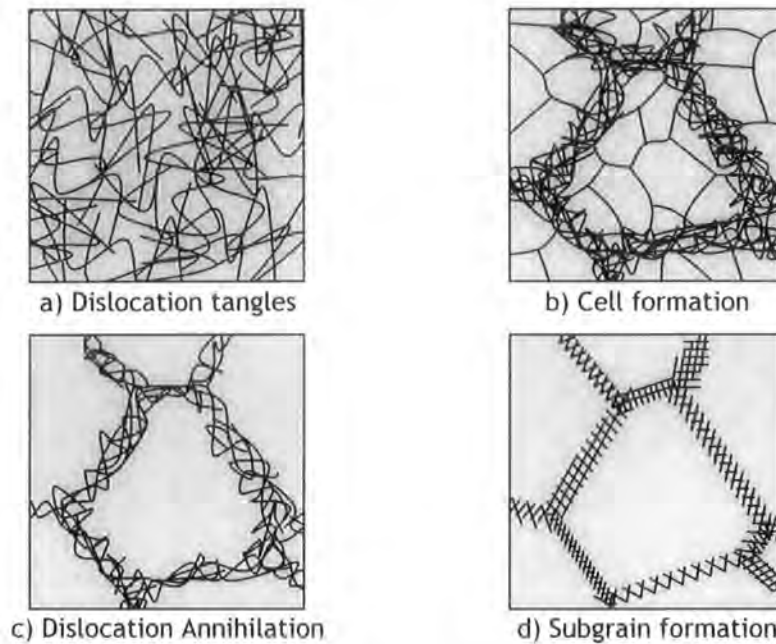 a) Dislocation tangles
b) Cell formation
c) Dislocation Annihilation
d) Subgrain formation